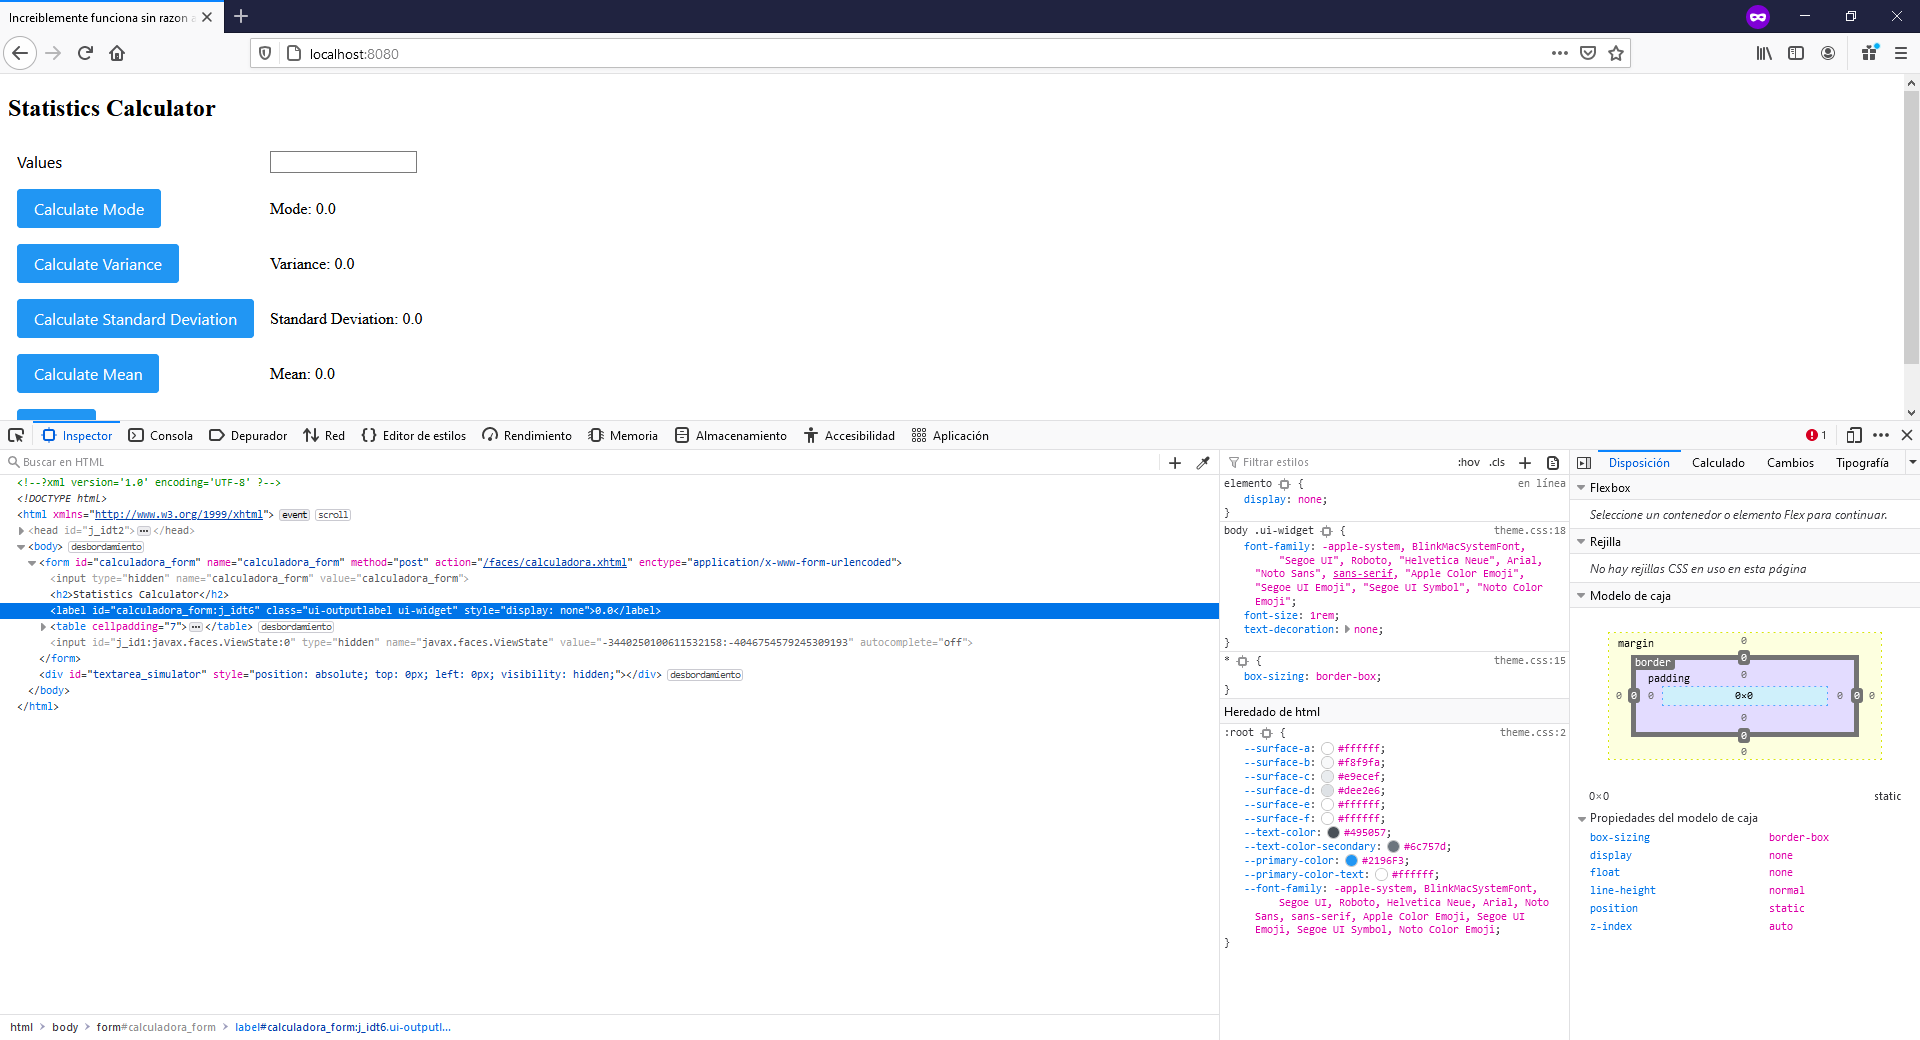 Increiblemente funciona sin razon a
localhost:8080
Statistics Calculator
Values
Calculate Mode
Mode: 0.0
Calculate Variance
Variance: 0.0
Calculate Standard Deviation
Standard Deviation: 0.0
Calculate Mean
Mean: 0.0
Inspector Consola Depurador Red Editor de estilos Rendimiento Memoria Almacenamiento Accesibilidad Aplicación 1
Buscar en HTML
<!--?xml version='1.0' encoding='UTF-8' ?-->
<!DOCTYPE html>
<html xmlns="http://www.w3.org/1999/xhtml"> event scroll
<head id="j_idt2"> ••• </head>
<body> desbordamiento
<form id="calculadora_form" name="calculadora_form" method="post" action="/faces/calculadora.xhtml" enctype="application/x-www-form-urlencoded">
<input type="hidden" name="calculadora_form" value="calculadora_form">
<h2>Statistics Calculator</h2>
<label id="calculadora_form:j_idt6" class="ui-outputlabel ui-widget" style="display: none">0.0</label>
<table cellpadding="7"> ••• </table> desbordamiento
<input id="j_id1:javax.faces.ViewState:0" type="hidden" name="javax.faces.ViewState" value="-3440250100611532158:-4046754579245309193" autocomplete="off">
</form>
<div id="textarea_simulator" style="position: absolute; top: 0px; left: 0px; visibility: hidden;"></div> desbordamiento
</body>
</html>
html > body > form#calculadora_form > label#calculadora_form:j_idt6.ui-outputl...
Filtrar estilos :hov .cls
elemento { en línea
display: none;
}
body .ui-widget { theme.css:18
font-family: -apple-system, BlinkMacSystemFont,
"Segoe UI", Roboto, "Helvetica Neue", Arial,
"Noto Sans", sans-serif, "Apple Color Emoji",
"Segoe UI Emoji", "Segoe UI Symbol", "Noto Color
Emoji";
font-size: 1rem;
text-decoration: none;
}
* { theme.css:15
box-sizing: border-box;
}
Heredado de html
:root { theme.css:2
--surface-a: #ffffff;
--surface-b: #f8f9fa;
--surface-c: #e9ecef;
--surface-d: #dee2e6;
--surface-e: #ffffff;
--surface-f: #ffffff;
--text-color: #495057;
--text-color-secondary: #6c757d;
--primary-color: #2196F3;
--primary-color-text: #ffffff;
--font-family: -apple-system, BlinkMacSystemFont,
Segoe UI, Roboto, Helvetica Neue, Arial, Noto
Sans, sans-serif, Apple Color Emoji, Segoe UI
Emoji, Segoe UI Symbol, Noto Color Emoji;
}
Disposición Calculado Cambios Tipografía
Flexbox
Seleccione un contenedor o elemento Flex para continuar.
Rejilla
No hay rejillas CSS en uso en esta página
Modelo de caja
margin 0
border 0
padding 0
0 0 0 0×0 0 0 0
0
0
0
0×0 static
Propiedades del modelo de caja
box-sizing border-box
display none
float none
line-height normal
position static
z-index auto